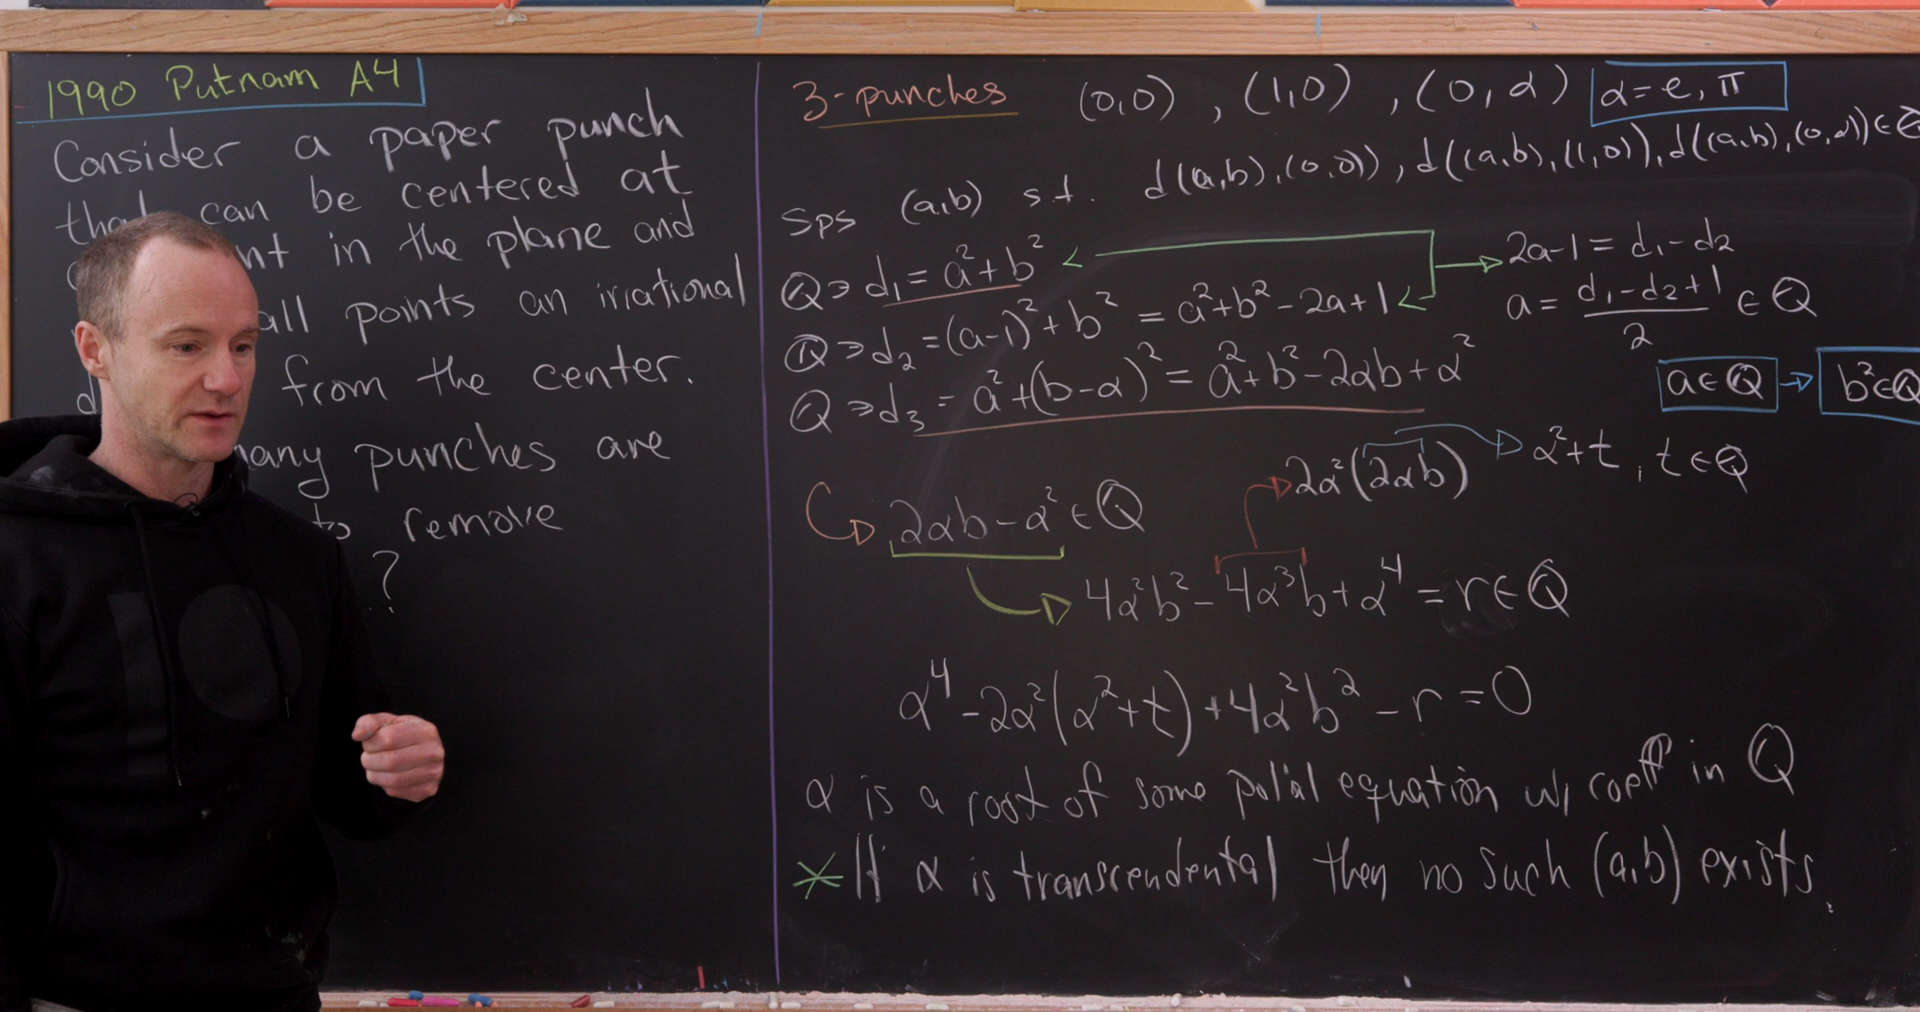 1990 Putnam A4
Consider a paper punch
that can be centered at
nt in the plane and
all points an irrational
d from the center.
many punches are
to remove
?
3-punches (0,0) , (1,0) , (0,α) α=e, π
Sps (a,b) s.t. d((a,b),(0,0)), d((a,b),(1,0)), d((a,b),(0,α)) ∈ ℚ
ℚ∋d₁ = a²+b²
ℚ∋d₂ = (a-1)²+b² = a²+b²-2a+1
ℚ∋d₃ = a²+(b-α)² = a²+b²-2αb+α²
2a-1 = d₁-d₂
a = (d₁-d₂+1)/2 ∈ ℚ
a∈ℚ → b²∈ℚ
2αb-α² ∈ ℚ
2α²(2αb) → α²+t, t∈ℚ
4α²b²-4α³b+α⁴ = r∈ℚ
α⁴-2α²(α²+t)+4α²b²-r=0
α is a root of some pol'al equation w/ coeff in ℚ
* If α is transcendental then no such (a,b) exists.